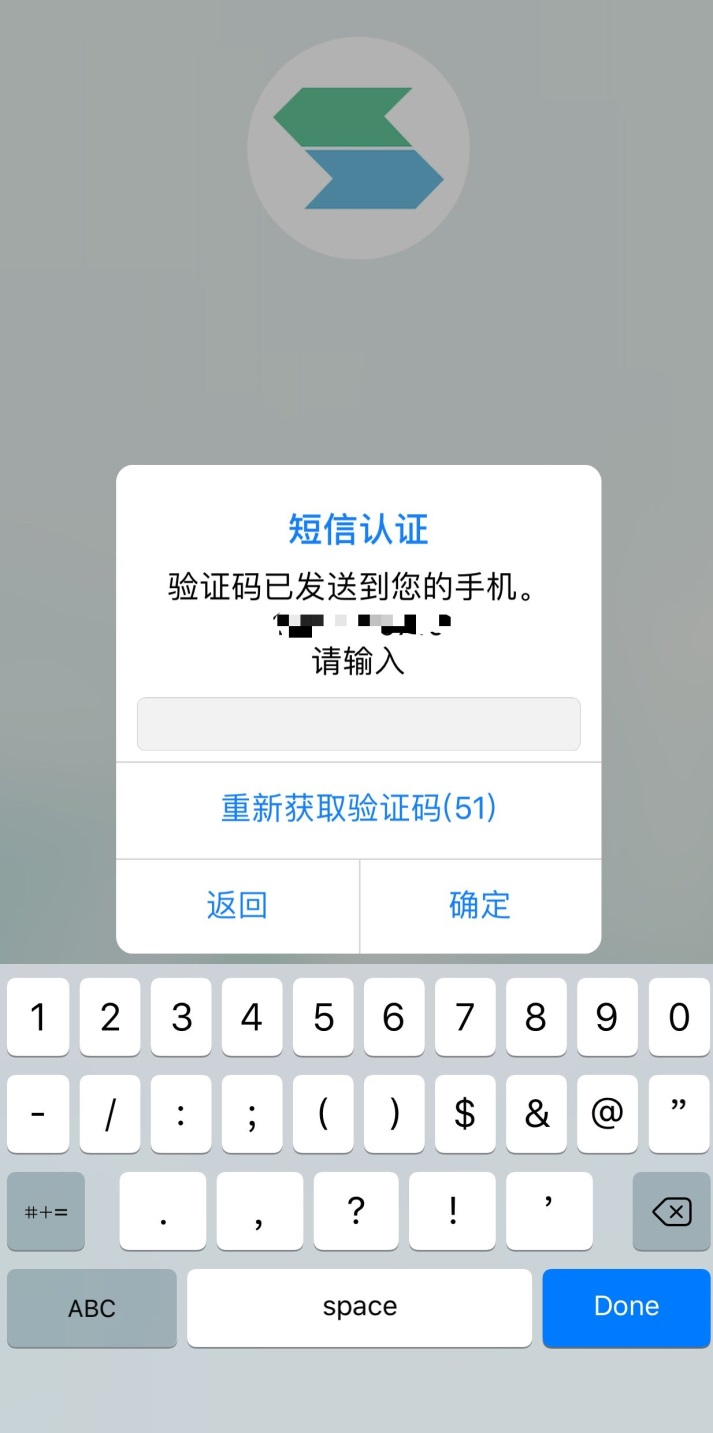 短信认证
验证码已发送到您的手机。
请输入
重新获取验证码(51)
返回 确定
1 2 3 4 5 6 7 8 9 0
- / : ; ( ) $ & @ ”
#+= . , ? ! ’
ABC space Done